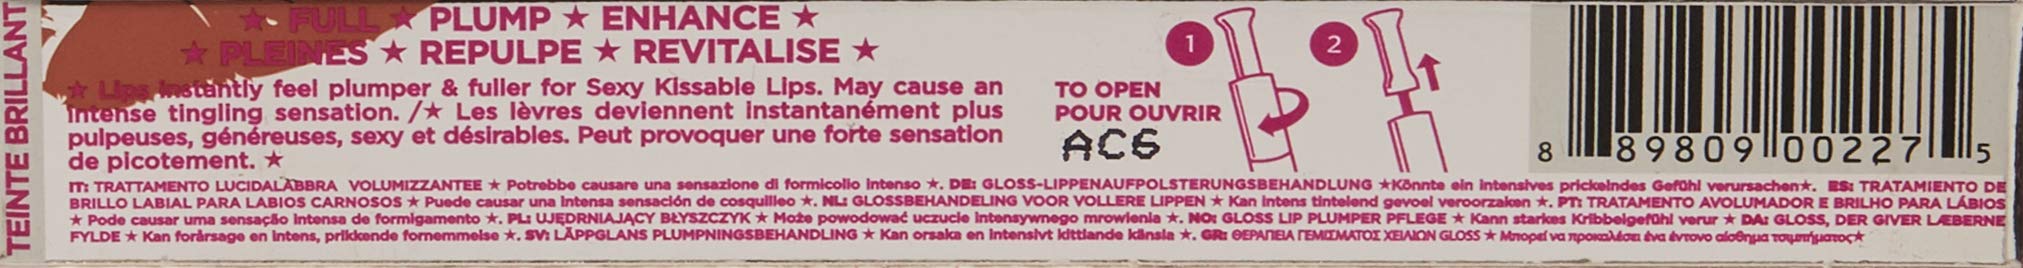 TEINTE BRILLANT
★ FULL ★ PLUMP ★ ENHANCE ★
★ PLEINES ★ REPULPE ★ REVITALISE ★
★ Lips instantly feel plumper & fuller for Sexy Kissable Lips. May cause an
intense tingling sensation. /★ Les lèvres deviennent instantanément plus
pulpeuses, généreuses, sexy et désirables. Peut provoquer une forte sensation
de picotement. ★
TO OPEN
POUR OUVRIR
AC6
1
2
8 89809 00227 5
IT: TRATTAMENTO LUCIDALABBRA VOLUMIZZANTEE ★ Potrebbe causare una sensazione di formicolio intenso ★. DE: GLOSS-LIPPENAUFPOLSTERUNGSBEHANDLUNG ★Könnte ein intensives prickelndes Gefühl verursachen★. ES: TRATAMIENTO DE
BRILLO LABIAL PARA LABIOS CARNOSOS ★ Puede causar una intensa sensación de cosquilleo ★. NL: GLOSSBEHANDELING VOOR VOLLERE LIPPEN ★ Kan intens tintelend gevoel veroorzaken ★. PT: TRATAMENTO AVOLUMADOR E BRILHO PARA LÁBIOS
★ Pode causar uma sensação intensa de formigamento ★. PL: UJĘDRNIAJĄCY BŁYSZCZYK ★ Może powodować uczucie intensywnego mrowienia ★. NO: GLOSS LIP PLUMPER PFLEGE ★ Kann starkes Kribbelgefühl verur ★ DA: GLOSS, DER GIVER LÆBERNE
FYLDE ★ Kan forårsage en intens, prikkende fornemmelse ★. SV: LÄPPGLANS PLUMPNINGSBEHANDLING ★ Kan orsaka en intensivt kittlande känsla ★. GR: ΘΕΡΑΠΕΙΑ ΓΕΜΙΣΜΑΤΟΣ ΧΕΙΛΙΩΝ GLOSS ★ Μπορεί να προκαλέσει ένα έντονο αίσθημα τσιμπήματος★